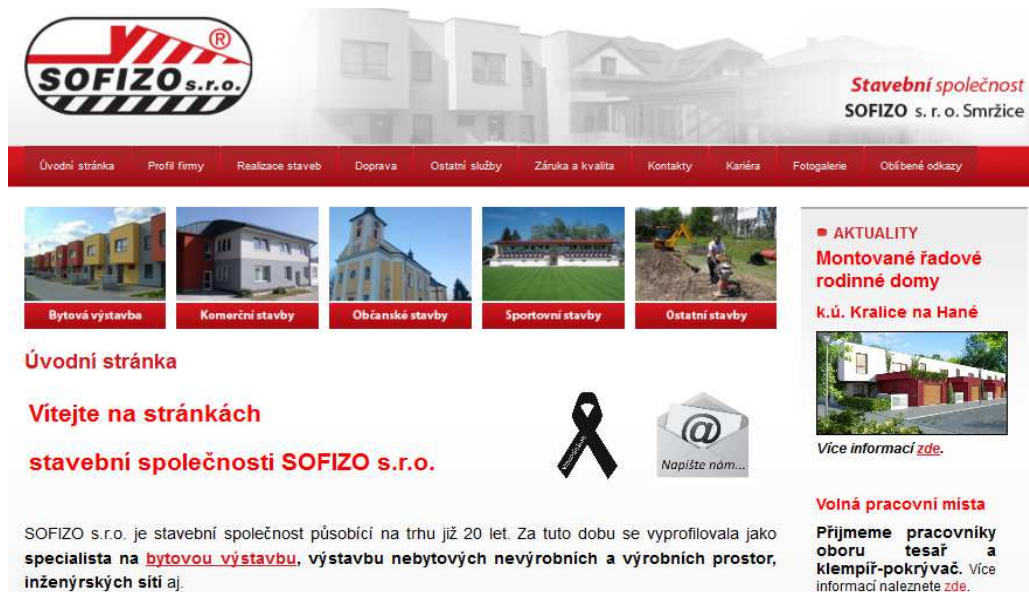 SOFIZO s.r.o.
®
Stavební společnost
SOFIZO s. r. o. Smržice
Úvodní stránka Profil firmy Realizace staveb Doprava Ostatní služby Záruka a kvalita Kontakty Kariéra Fotogalerie Oblíbené odkazy
Bytová výstavba Komerční stavby Občanské stavby Sportovní stavby Ostatní stavby
Úvodní stránka
Vítejte na stránkách
stavební společnosti SOFIZO s.r.o.
@
Napište nám...
SOFIZO s.r.o. je stavební společnost působící na trhu již 20 let. Za tuto dobu se vyprofilovala jako
specialista na bytovou výstavbu, výstavbu nebytových nevýrobních a výrobních prostor,
inženýrských sítí aj.
AKTUALITY
Montované řadové
rodinné domy
k.ú. Kralice na Hané
Více informací zde.
Volná pracovní místa
Přijmeme pracovníky
oboru tesař a
klempíř-pokrývač. Více
informací naleznete zde.